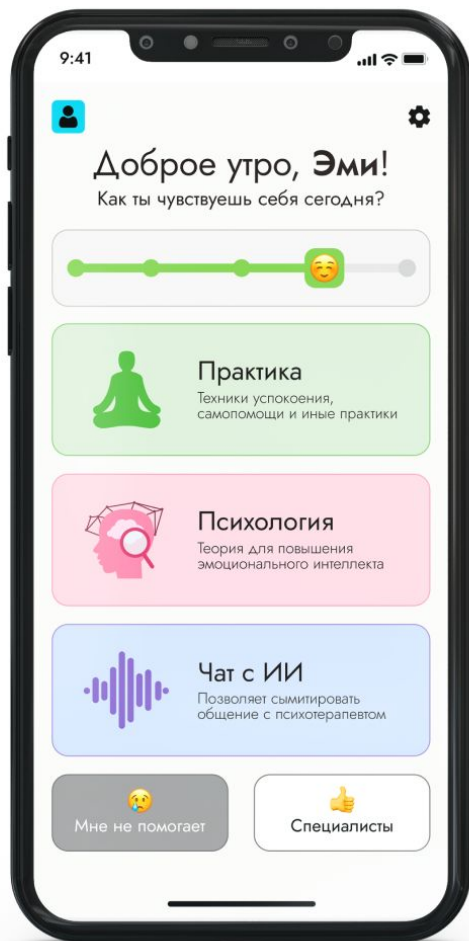 9:41
Доброе утро, Эми!
Как ты чувствуешь себя сегодня?
Практика
Техники успокоения,
самопомощи и иные практики
Психология
Теория для повышения
эмоционального интеллекта
Чат с ИИ
Позволяет сымитировать
общение с психотерапевтом
Мне не помогает
Специалисты